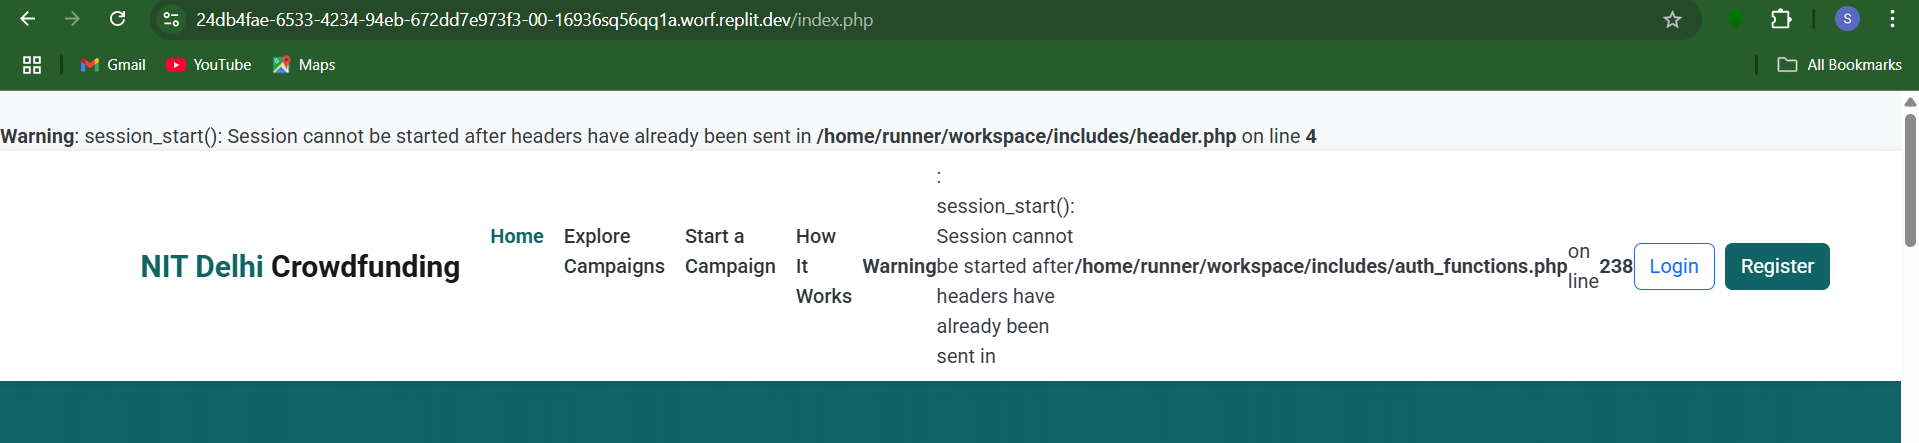 24db4fae-6533-4234-94eb-672dd7e973f3-00-16936sq56qq1a.worf.replit.dev/index.php
S
Gmail
YouTube
Maps
All Bookmarks
Warning: session_start(): Session cannot be started after headers have already been sent in /home/runner/workspace/includes/header.php on line 4
NIT Delhi Crowdfunding
Home
Explore
Campaigns
Start a
Campaign
How
It
Works
Warning
:
session_start():
Session cannot
be started after
headers have
already been
sent in
/home/runner/workspace/includes/auth_functions.php
on
line
238
Login
Register